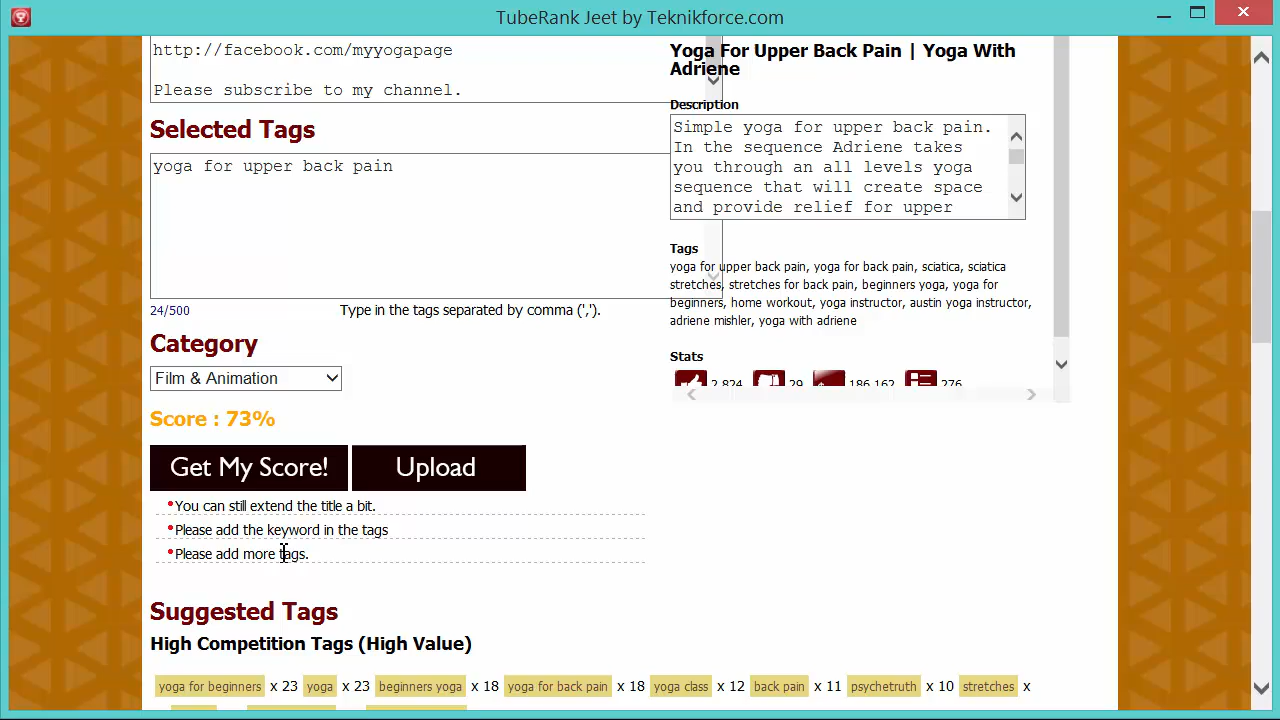 TubeRank Jeet by Teknikforce.com
http://facebook.com/myyogapage
Please subscribe to my channel.
Selected Tags
yoga for upper back pain
24/500
Type in the tags separated by comma (',').
Category
Film & Animation
Score : 73%
Get My Score!
Upload
You can still extend the title a bit.
Please add the keyword in the tags
Please add more tags.
Yoga For Upper Back Pain | Yoga With
Adriene
Description
Simple yoga for upper back pain.
In the sequence Adriene takes
you through an all levels yoga
sequence that will create space
and provide relief for upper
Tags
yoga for upper back pain, yoga for back pain, sciatica, sciatica
stretches, stretches for back pain, beginners yoga, yoga for
beginners, home workout, yoga instructor, austin yoga instructor,
adriene mishler, yoga with adriene
Stats
2,824 29 186,162 276
Suggested Tags
High Competition Tags (High Value)
yoga for beginners x 23 yoga x 23 beginners yoga x 18 yoga for back pain x 18 yoga class x 12 back pain x 11 psychetruth x 10 stretches x